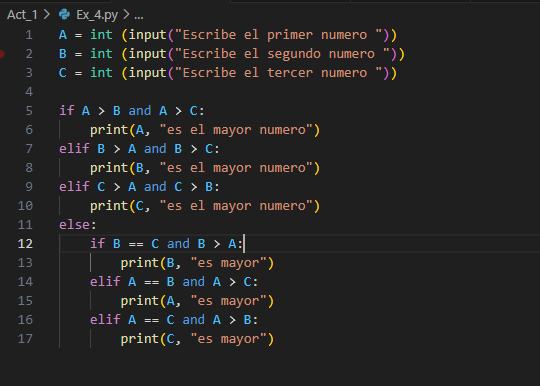 Act_1 > Ex_4.py > ...
1 A = int (input("Escribe el primer numero "))
2 B = int (input("Escribe el segundo numero "))
3 C = int (input("Escribe el tercer numero "))
4
5 if A > B and A > C:
6     print(A, "es el mayor numero")
7 elif B > A and B > C:
8     print(B, "es el mayor numero")
9 elif C > A and C > B:
10     print(C, "es el mayor numero")
11 else:
12     if B == C and B > A:
13         print(B, "es mayor")
14     elif A == B and A > C:
15         print(A, "es mayor")
16     elif A == C and A > B:
17         print(C, "es mayor")